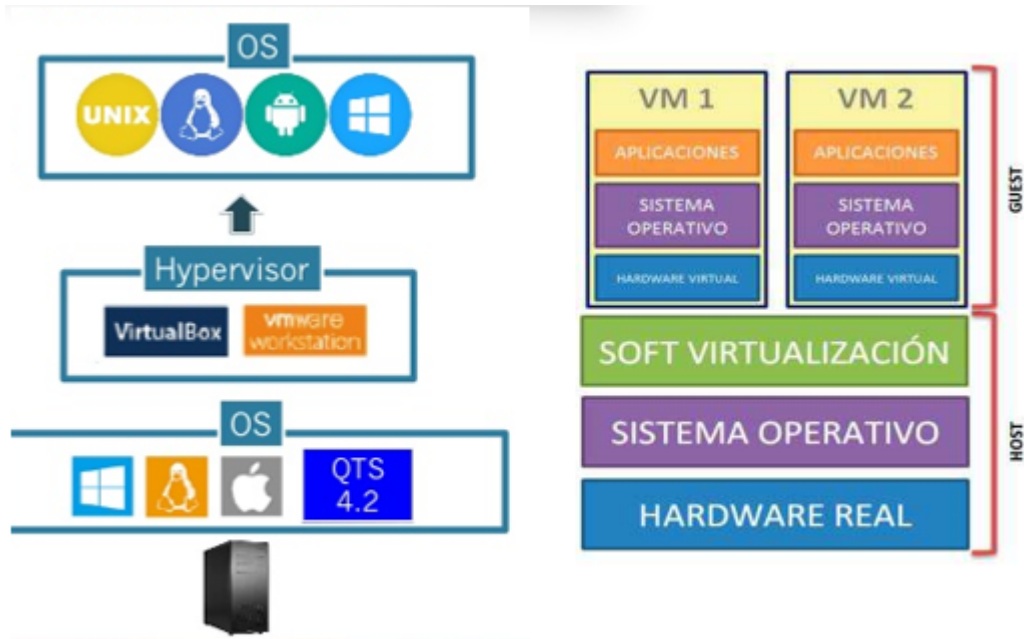 OS
UNIX
Hypervisor
VirtualBox
vmware
workstation
OS
QTS
4.2
VM 1
APLICACIONES
SISTEMA
OPERATIVO
HARDWARE VIRTUAL
VM 2
APLICACIONES
SISTEMA
OPERATIVO
HARDWARE VIRTUAL
GUEST
SOFT VIRTUALIZACIÓN
SISTEMA OPERATIVO
HARDWARE REAL
HOST